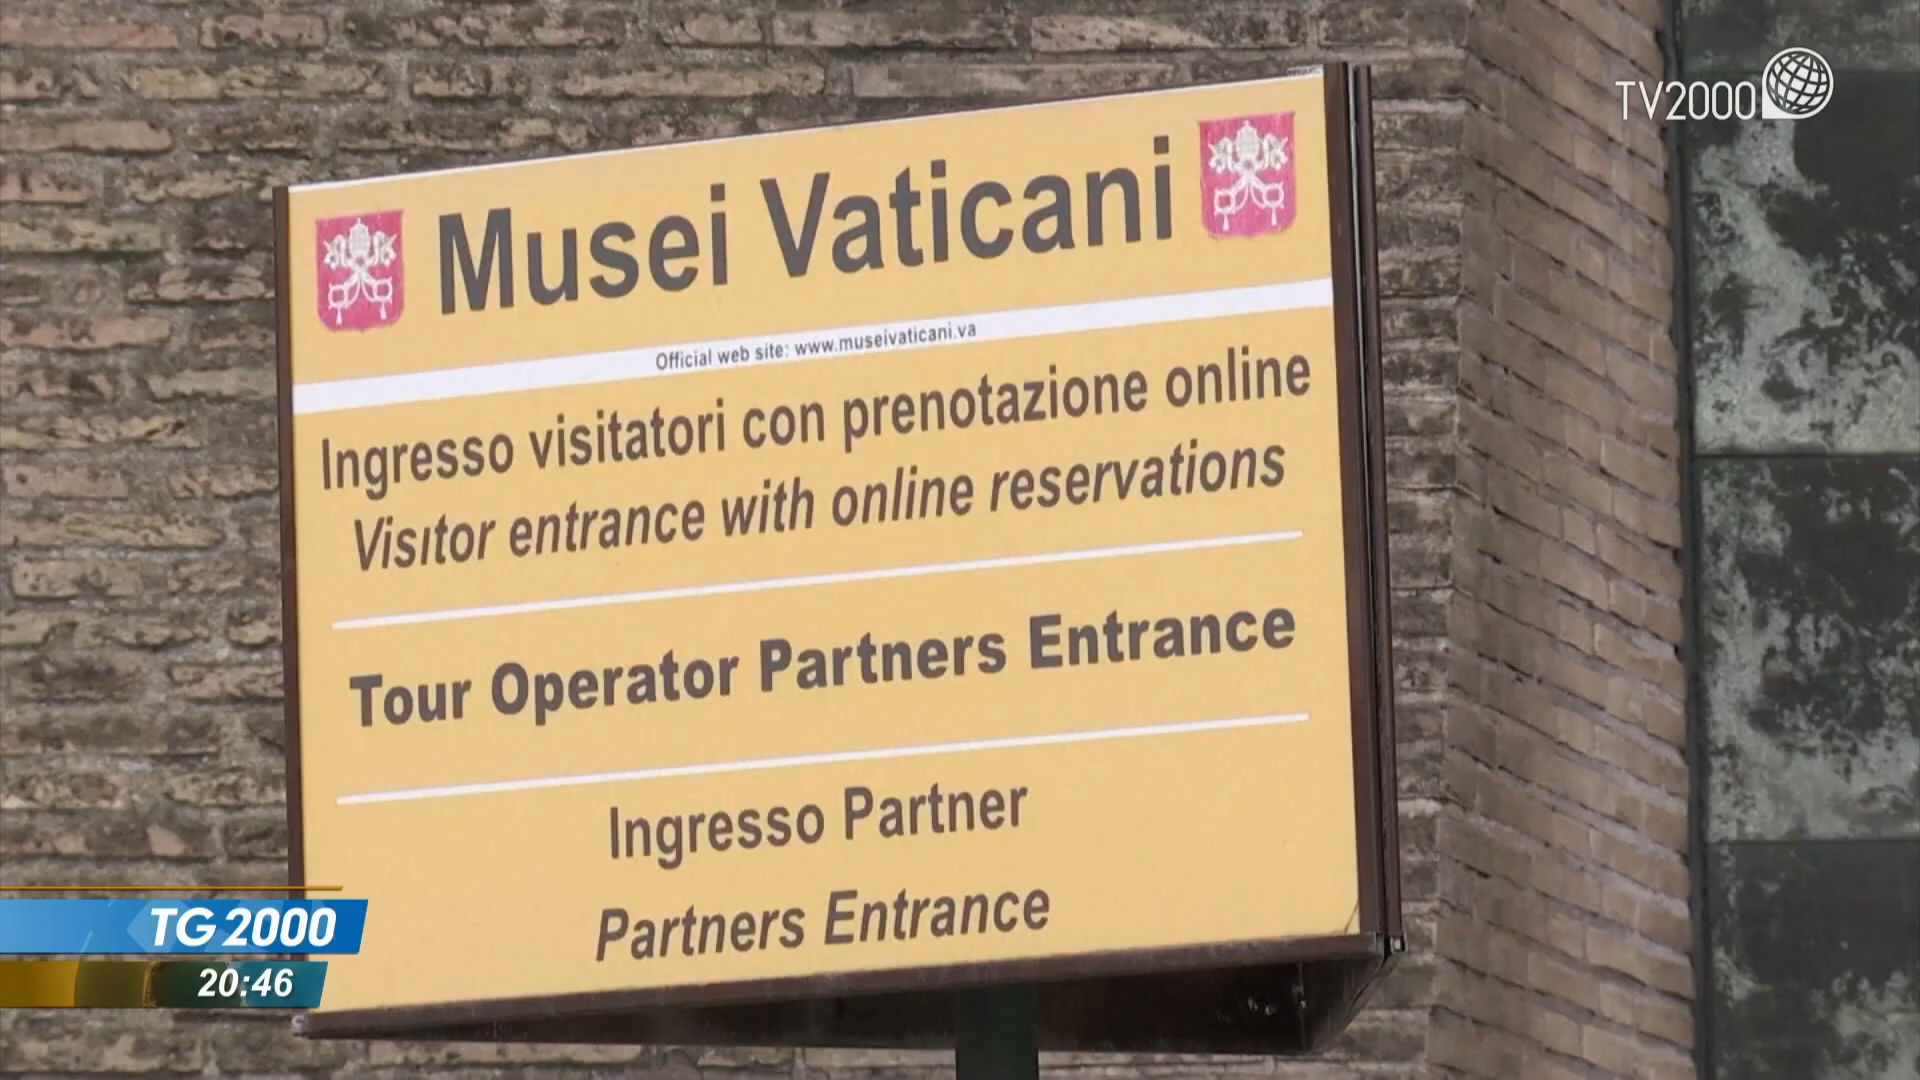 TV2000
Musei Vaticani
Official web site: www.museivaticani.va
Ingresso visitatori con prenotazione online
Visitor entrance with online reservations
Tour Operator Partners Entrance
Ingresso Partner
Partners Entrance
TG 2000
20:46